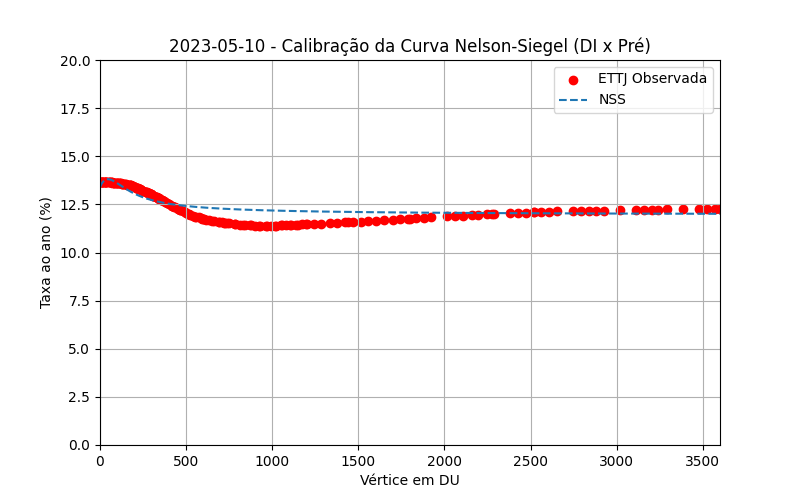 2023-05-10 - Calibração da Curva Nelson-Siegel (DI x Pré)
20.0
17.5
15.0
12.5
10.0
7.5
5.0
2.5
0.0
Taxa ao ano (%)
ETTJ Observada
NSS
0 500 1000 1500 2000 2500 3000 3500
Vértice em DU